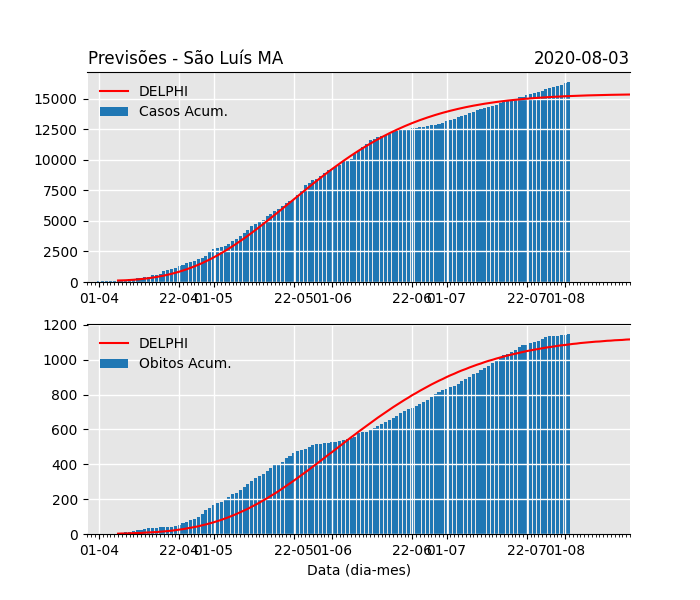 Previsões - São Luís MA 2020-08-03
DELPHI
Casos Acum.
15000
12500
10000
7500
5000
2500
0
01-04 22-04 01-05 22-05 01-06 22-06 01-07 22-07 01-08
DELPHI
Obitos Acum.
1200
1000
800
600
400
200
0
01-04 22-04 01-05 22-05 01-06 22-06 01-07 22-07 01-08
Data (dia-mes)